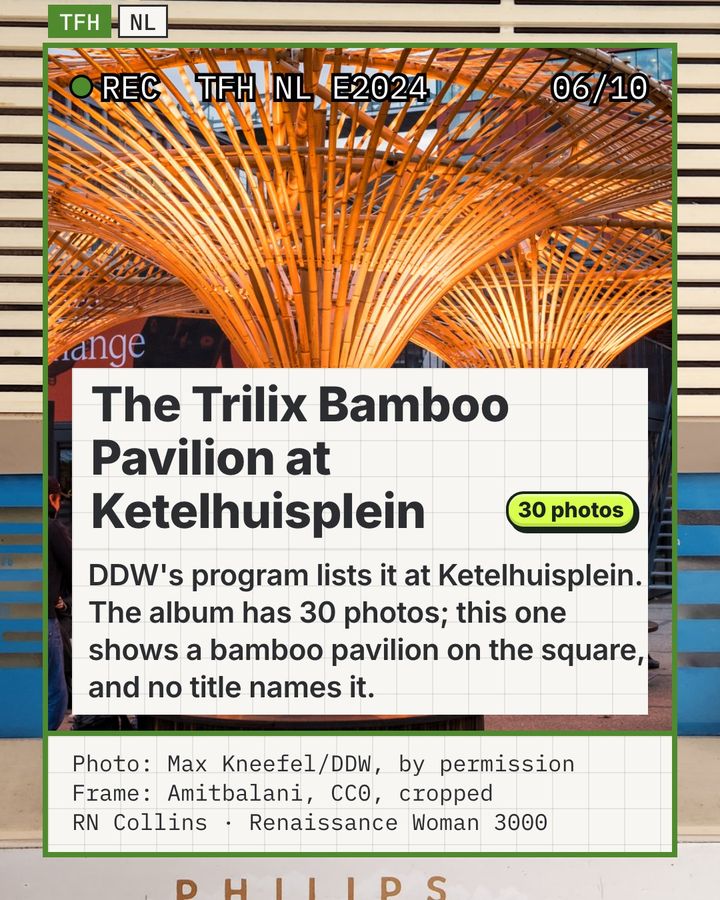 TFH NL
REC TFH NL E2024 06/10
ange
The Trilix Bamboo
Pavilion at
Ketelhuisplein
30 photos
DDW's program lists it at Ketelhuisplein.
The album has 30 photos; this one
shows a bamboo pavilion on the square,
and no title names it.
Photo: Max Kneefel/DDW, by permission
Frame: Amitbalani, CC0, cropped
RN Collins · Renaissance Woman 3000
PHILIPS